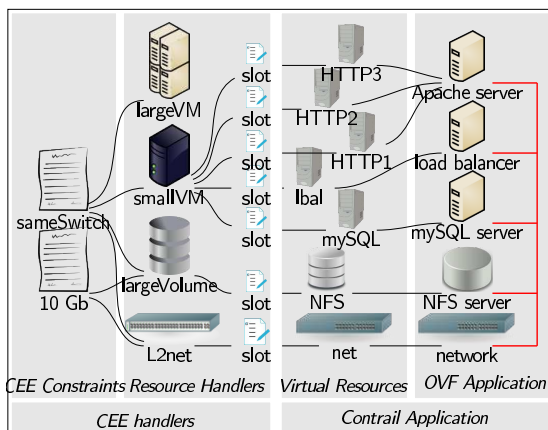 largeVM
slot
HTTP3
Apache server
slot
HTTP2
slot
HTTP1
load balancer
sameSwitch
smallVM
slot
lbal
slot
mySQL
mySQL server
10 Gb
largeVolume
slot
NFS
NFS server
L2net
slot
net
network
CEE Constraints
Resource Handlers
Virtual Resources
OVF Application
CEE handlers
Contrail Application